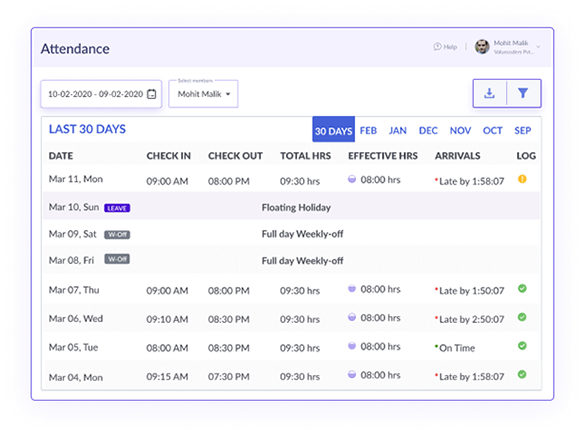 Attendance
Help
Mohit Malik
Valuecoders Pvt...
Select members
10-02-2020 - 09-02-2020
Mohit Malik
LAST 30 DAYS 30 DAYS FEB JAN DEC NOV OCT SEP
DATE CHECK IN CHECK OUT TOTAL HRS EFFECTIVE HRS ARRIVALS LOG
Mar 11, Mon 09:00 AM 08:00 PM 09:30 hrs 08:00 hrs *Late by 1:58:07
Mar 10, Sun LEAVE Floating Holiday
Mar 09, Sat W-Off Full day Weekly-off
Mar 08, Fri W-Off Full day Weekly-off
Mar 07, Thu 09:00 AM 08:00 PM 09:30 hrs 08:00 hrs *Late by 1:50:07
Mar 06, Wed 09:10 AM 08:30 PM 09:30 hrs 08:00 hrs *Late by 2:50:07
Mar 05, Tue 08:00 AM 08:30 PM 09:30 hrs 08:00 hrs *On Time
Mar 04, Mon 09:15 AM 07:30 PM 09:30 hrs 08:00 hrs *Late by 1:58:07